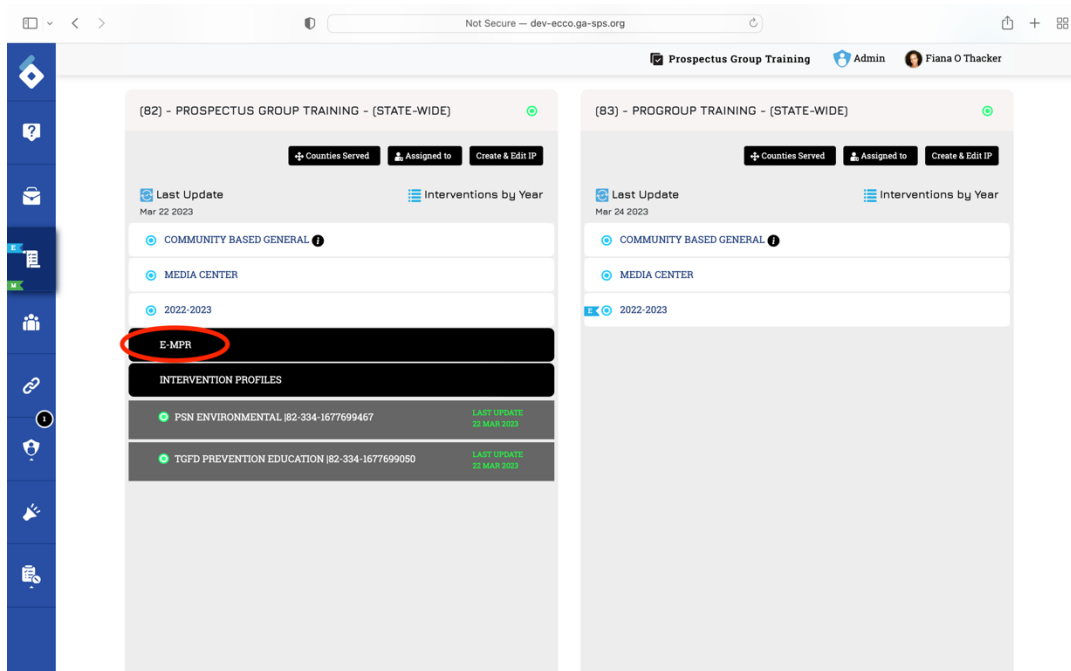 Not Secure — dev-ecco.ga-sps.org
Prospectus Group Training
Admin
Fiana O Thacker
(82) - PROSPECTUS GROUP TRAINING - (STATE-WIDE)
Counties Served
Assigned to
Create & Edit IP
Last Update
Interventions by Year
Mar 22 2023
COMMUNITY BASED GENERAL i
MEDIA CENTER
2022-2023
E-MPR
INTERVENTION PROFILES
PSN ENVIRONMENTAL |82-334-1677699467
LAST UPDATE
22 MAR 2023
TGFD PREVENTION EDUCATION |82-334-1677699050
LAST UPDATE
22 MAR 2023
(83) - PROGROUP TRAINING - (STATE-WIDE)
Counties Served
Assigned to
Create & Edit IP
Last Update
Interventions by Year
Mar 24 2023
COMMUNITY BASED GENERAL i
MEDIA CENTER
E
2022-2023
?
E
M
1